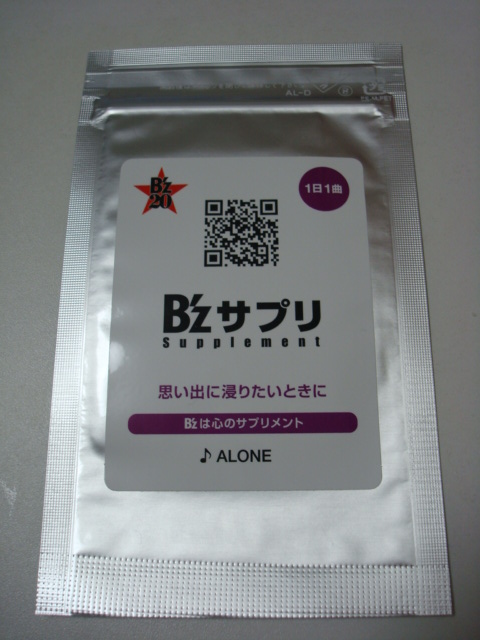 AL-O
B'z
20
1日1曲
B'zサプリ
Supplement
思い出に浸りたいときに
B'zは心のサプリメント
♪ ALONE